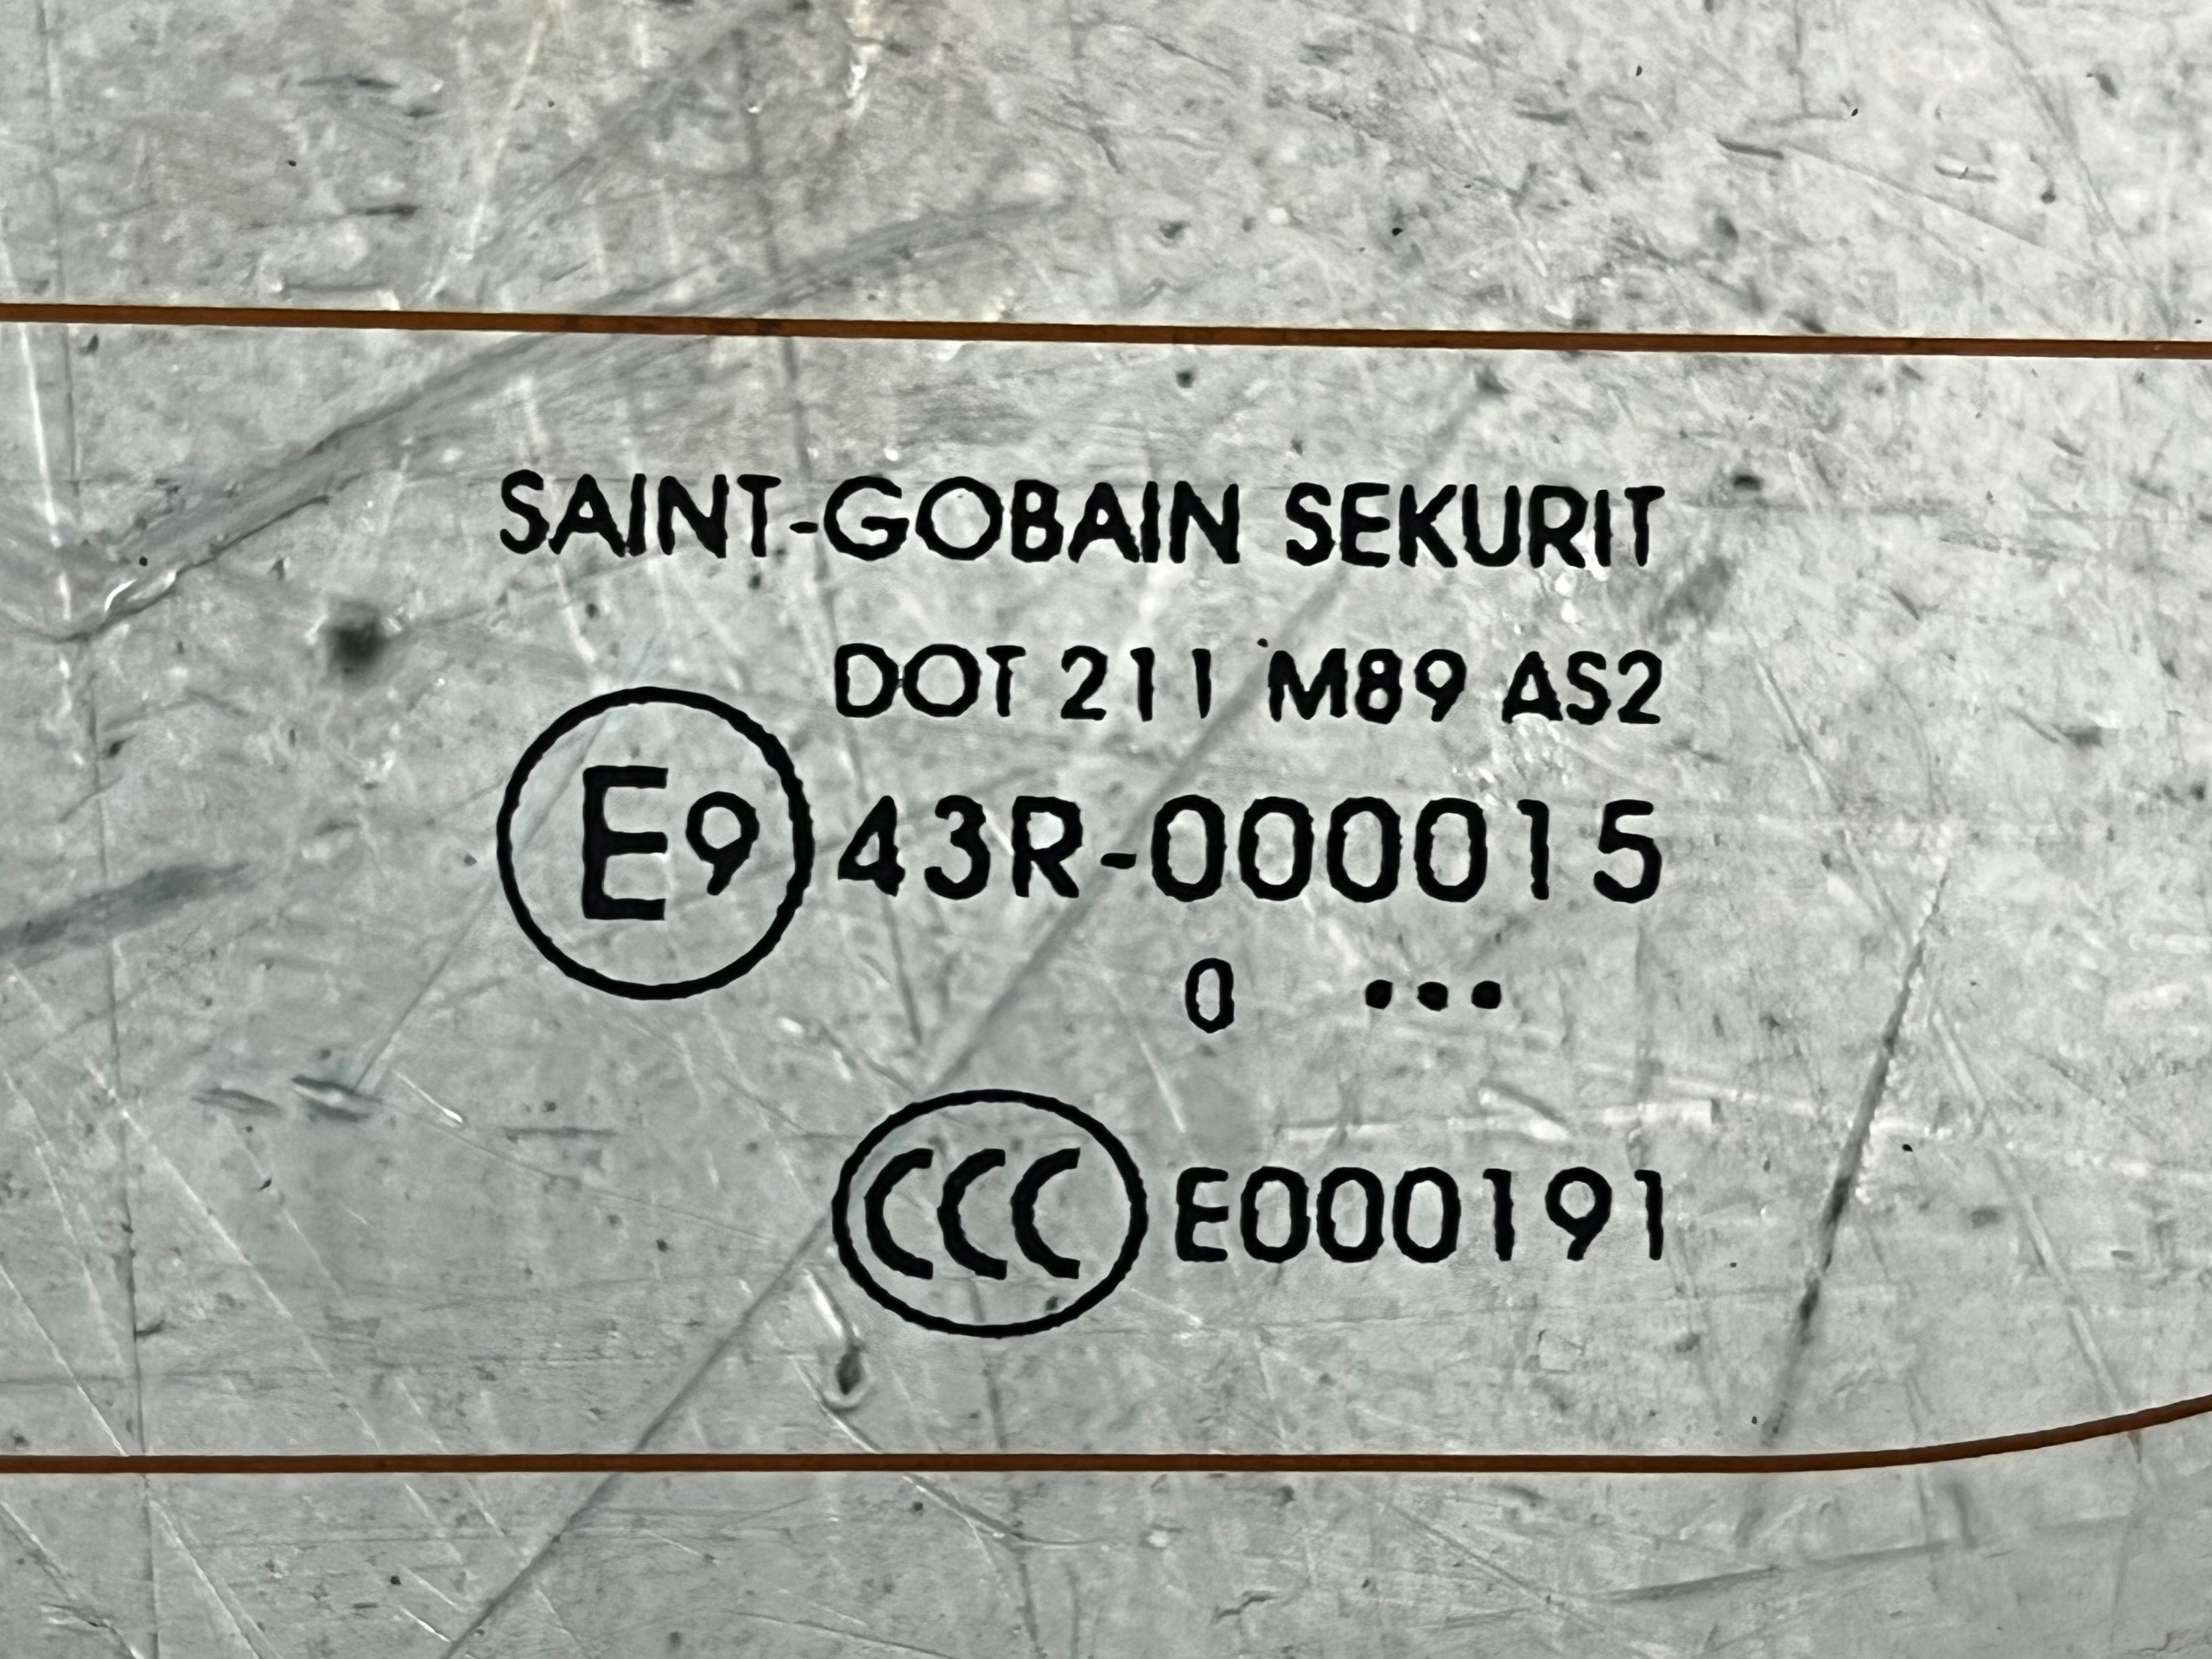 SAINT-GOBAIN SEKURIT
DOT 211 M89 AS2
E9 43R-000015
0 •••
CCC E000191